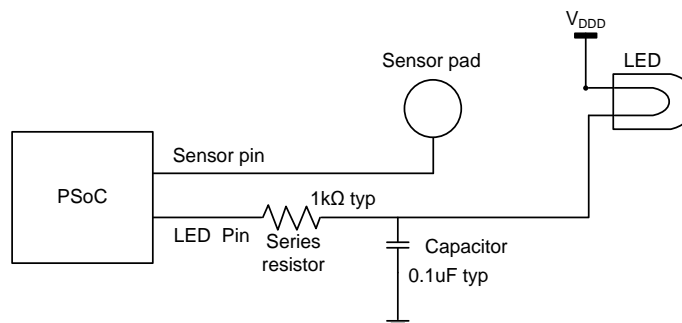 V_DDD
LED
Sensor pad
Sensor pin
PSoC
1kΩ typ
LED Pin
Series
resistor
Capacitor
0.1uF typ